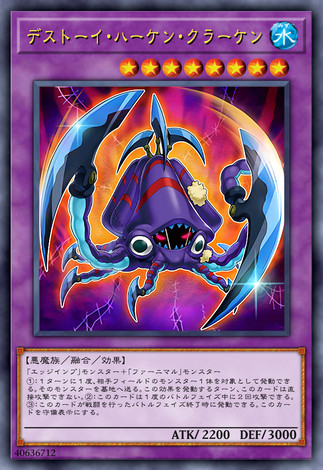 デストーイ・ハーケン・クラーケン
水
【悪魔族／融合／効果】
「エッジインプ」モンスター＋「ファーニマル」モンスター
①：１ターンに１度、相手フィールドのモンスター１体を対象として発動でき
る。そのモンスターを墓地へ送る。この効果を発動するターン、このカードは直
接攻撃できない。②：このカードは１度のバトルフェイズ中に２回攻撃できる。
③：このカードが戦闘を行ったバトルフェイズ終了時に発動できる。このカー
ドを守備表示にする。
ATK/ 2200 DEF/3000
40636712